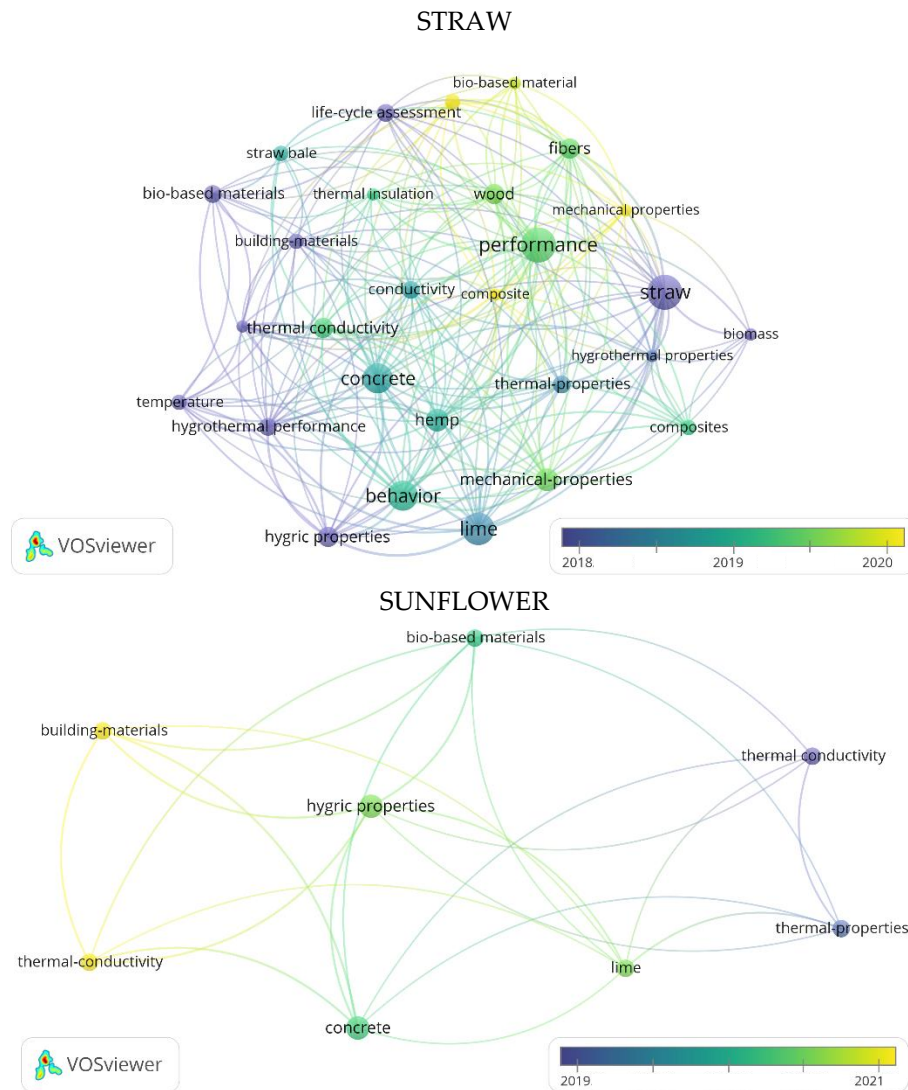 STRAW
bio-based material
life-cycle assessment
fibers
straw bale
bio-based materials
thermal insulation
wood
mechanical properties
building-materials
performance
conductivity
composite
straw
thermal conductivity
biomass
hygrothermal properties
concrete
thermal-properties
temperature
hemp
hygrothermal performance
composites
mechanical-properties
behavior
lime
hygric properties
VOSviewer
2018 2019 2020
SUNFLOWER
bio-based materials
building-materials
thermal conductivity
hygric properties
thermal-properties
thermal-conductivity
lime
concrete
VOSviewer
2019 2021